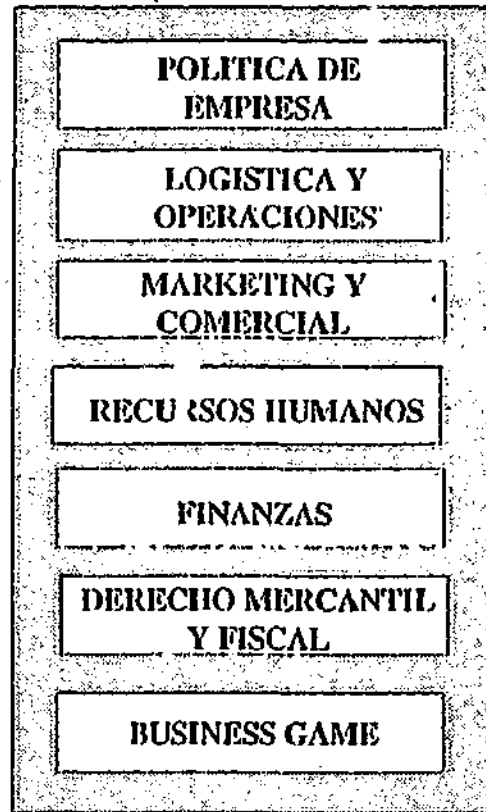 POLITICA DE
EMPRESA
LOGISTICA Y
OPERACIONES
MARKETING Y
COMERCIAL
RECURSOS HUMANOS
FINANZAS
DERECHO MERCANTIL
Y FISCAL
BUSINESS GAME